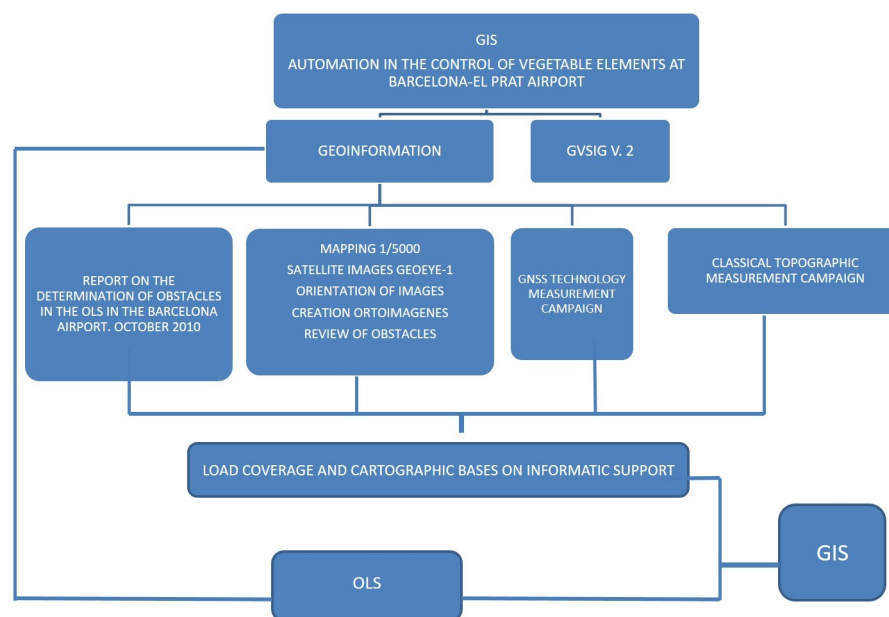 GIS
AUTOMATION IN THE CONTROL OF VEGETABLE ELEMENTS AT
BARCELONA-EL PRAT AIRPORT
GEOINFORMATION
GVSIG V. 2
REPORT ON THE
DETERMINATION OF OBSTACLES
IN THE OLS IN THE BARCELONA
AIRPORT. OCTOBER 2010
MAPPING 1/5000
SATELLITE IMAGES GEOEYE-1
ORIENTATION OF IMAGES
CREATION ORTOIMAGENES
REVIEW OF OBSTACLES
GNSS TECHNOLOGY
MEASUREMENT
CAMPAIGN
CLASSICAL TOPOGRAPHIC
MEASUREMENT CAMPAIGN
LOAD COVERAGE AND CARTOGRAPHIC BASES ON INFORMATIC SUPPORT
GIS
OLS